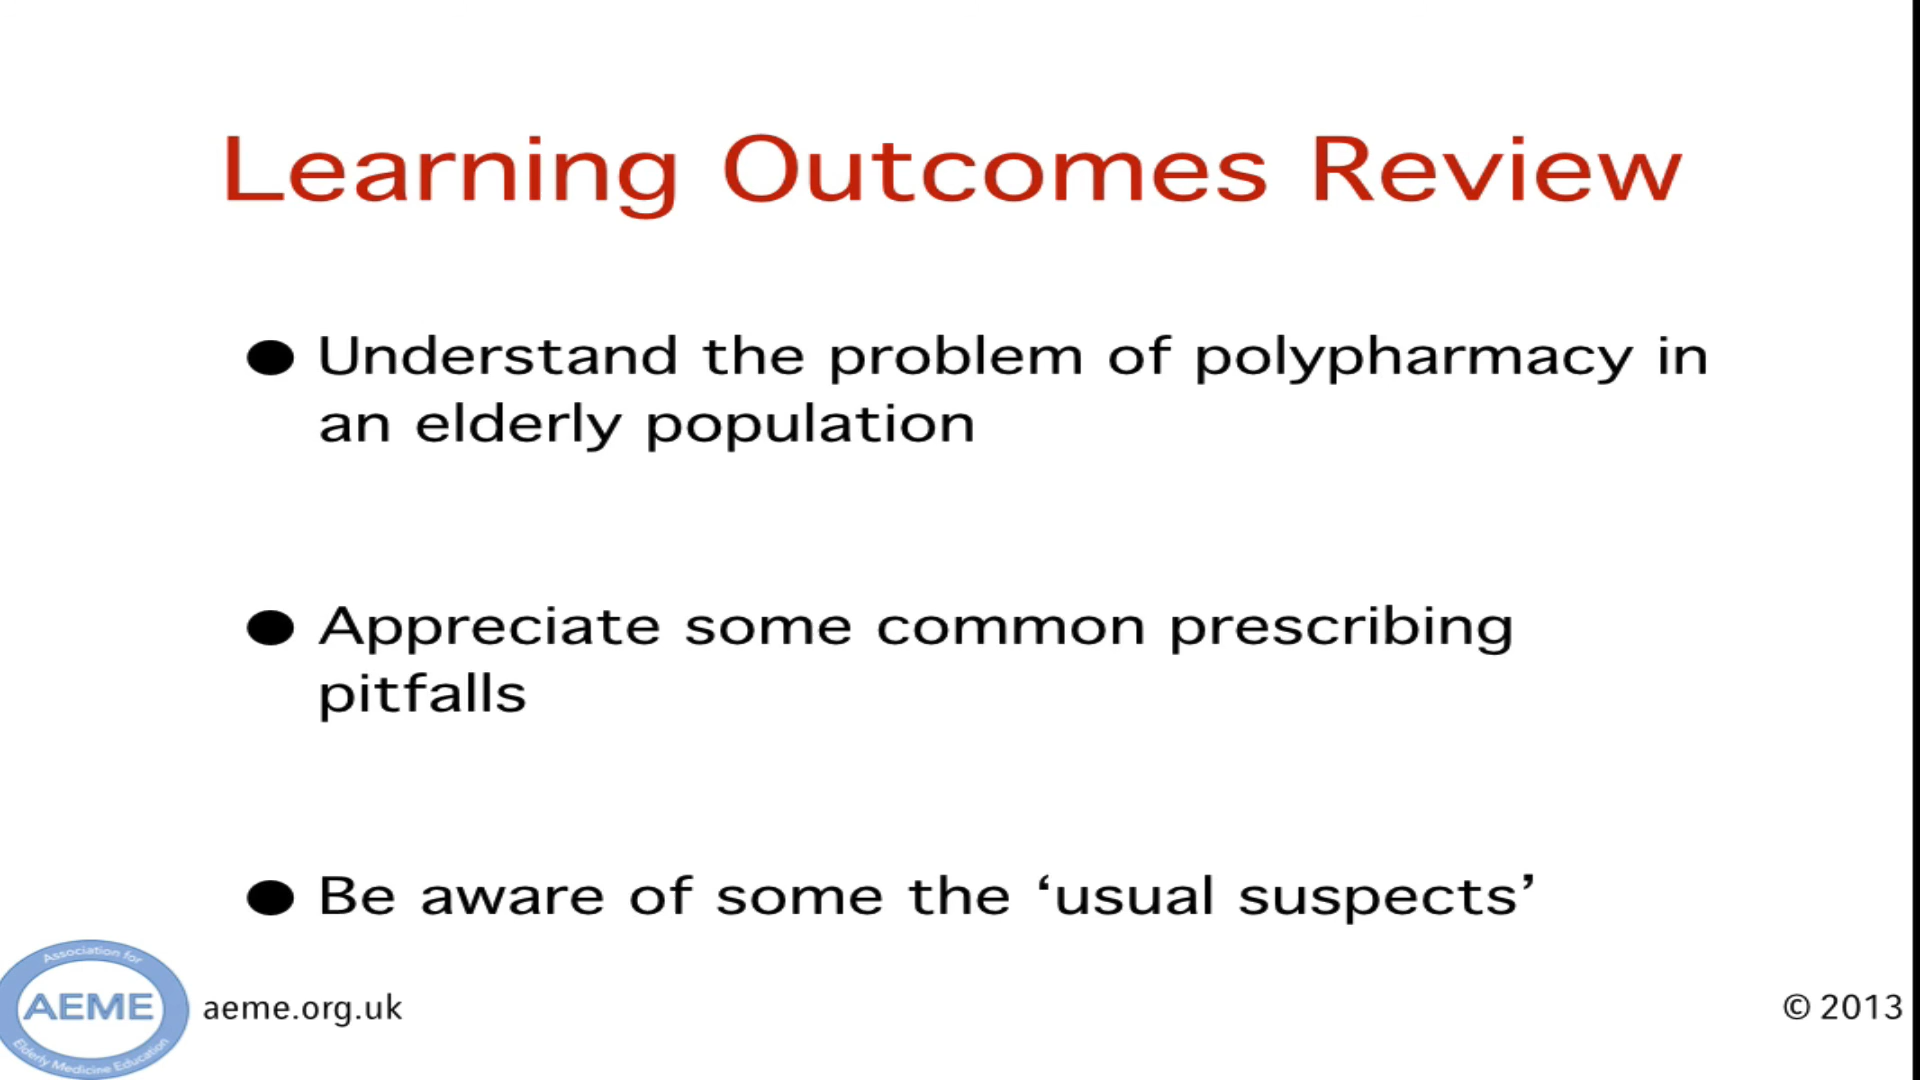 Learning Outcomes Review
● Understand the problem of polypharmacy in
an elderly population
● Appreciate some common prescribing
pitfalls
● Be aware of some the ‘usual suspects’
Association for
AEME
Elderly Medicine Education
aeme.org.uk
© 2013